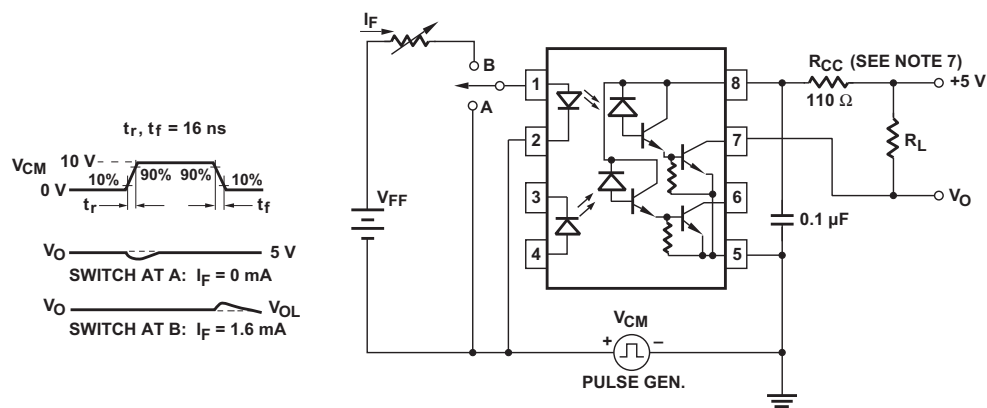 tr, tf = 16 ns
VCM
10 V
0 V
10%
90%
90%
10%
tr
tf
VO
5 V
SWITCH AT A: IF = 0 mA
VO
VOL
SWITCH AT B: IF = 1.6 mA
IF
B
A
VFF
1
2
3
4
8
7
6
5
RCC (SEE NOTE 7)
110 Ω
+5 V
RL
VO
0.1 µF
VCM
+
–
PULSE GEN.